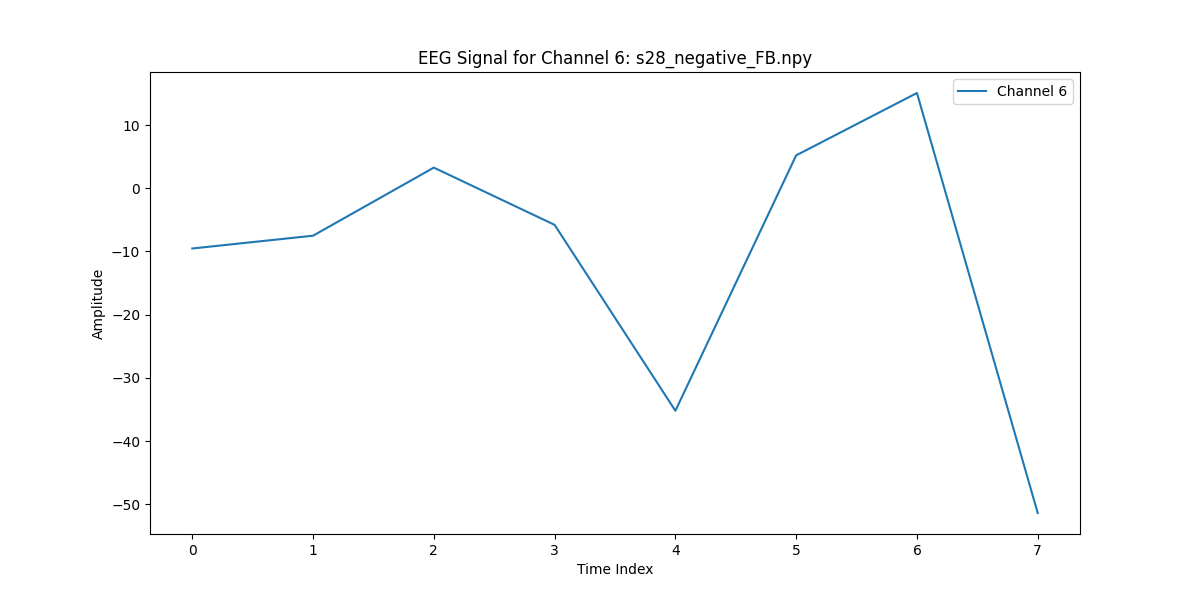 EEG Signal for Channel 6: s28_negative_FB.npy
Channel 6
10
0
−10
−20
−30
−40
−50
Amplitude
0 1 2 3 4 5 6 7
Time Index